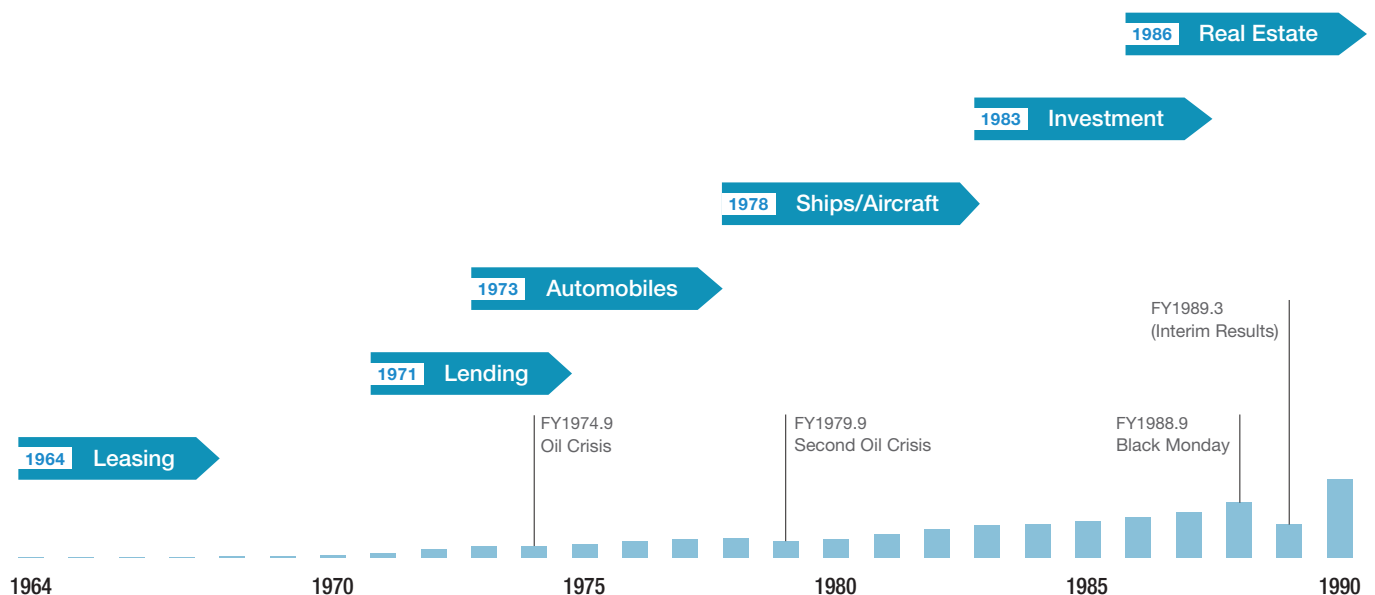 1986 Real Estate
1983 Investment
1978 Ships/Aircraft
1973 Automobiles
FY1989.3
(Interim Results)
1971 Lending
FY1974.9
Oil Crisis
FY1979.9
Second Oil Crisis
FY1988.9
Black Monday
1964 Leasing
1964 1970 1975 1980 1985 1990